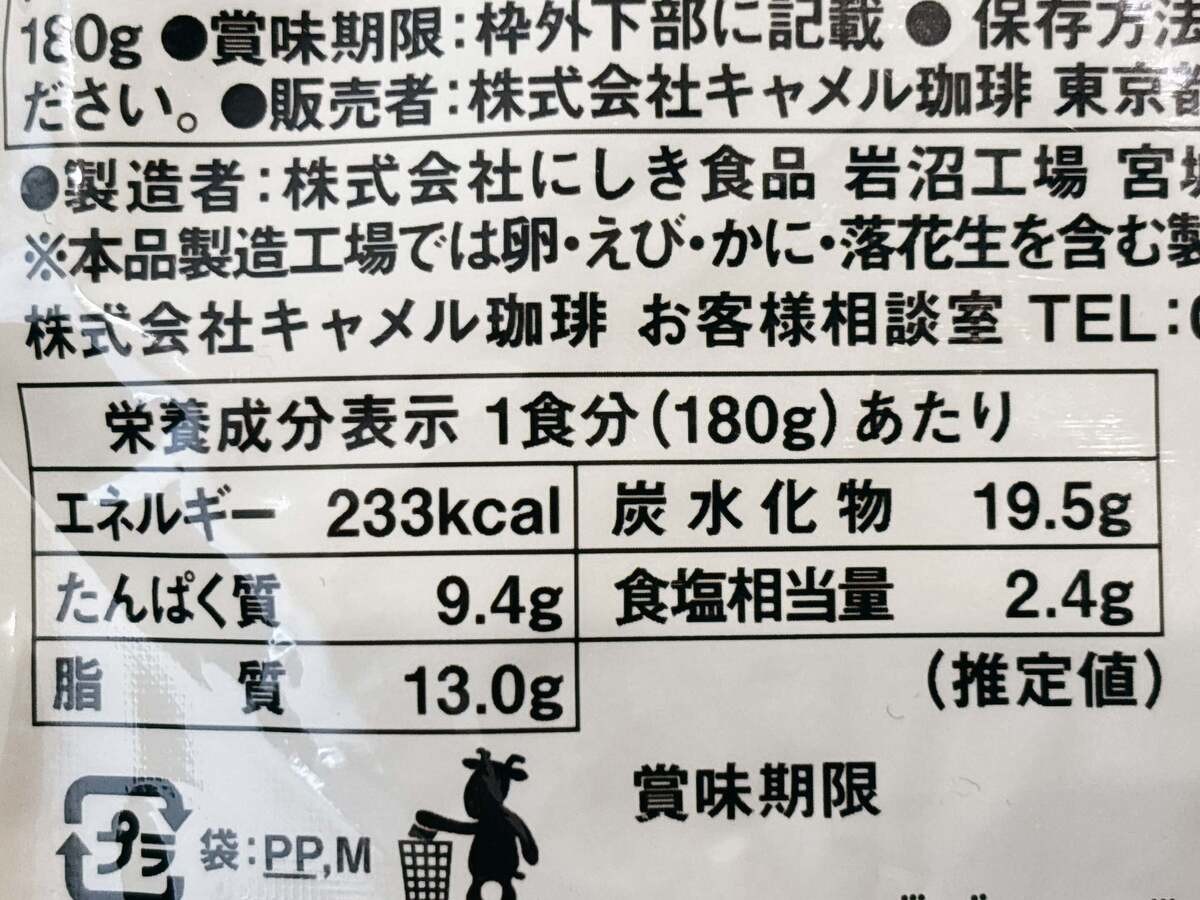 180g ●賞味期限:枠外下部に記載 ● 保存方法
ださい。 ●販売者:株式会社キャメル珈琲 東京都
●製造者:株式会社にしき食品 岩沼工場 宮城
※本品製造工場では卵・えび・かに・落花生を含む製
株式会社キャメル珈琲 お客様相談室 TEL:0
栄養成分表示 1食分(180g)あたり
エネルギー 233kcal 炭水化物 19.5g
たんぱく質 9.4g 食塩相当量 2.4g
脂質 13.0g
(推定値)
賞味期限
プラ 袋:PP,M